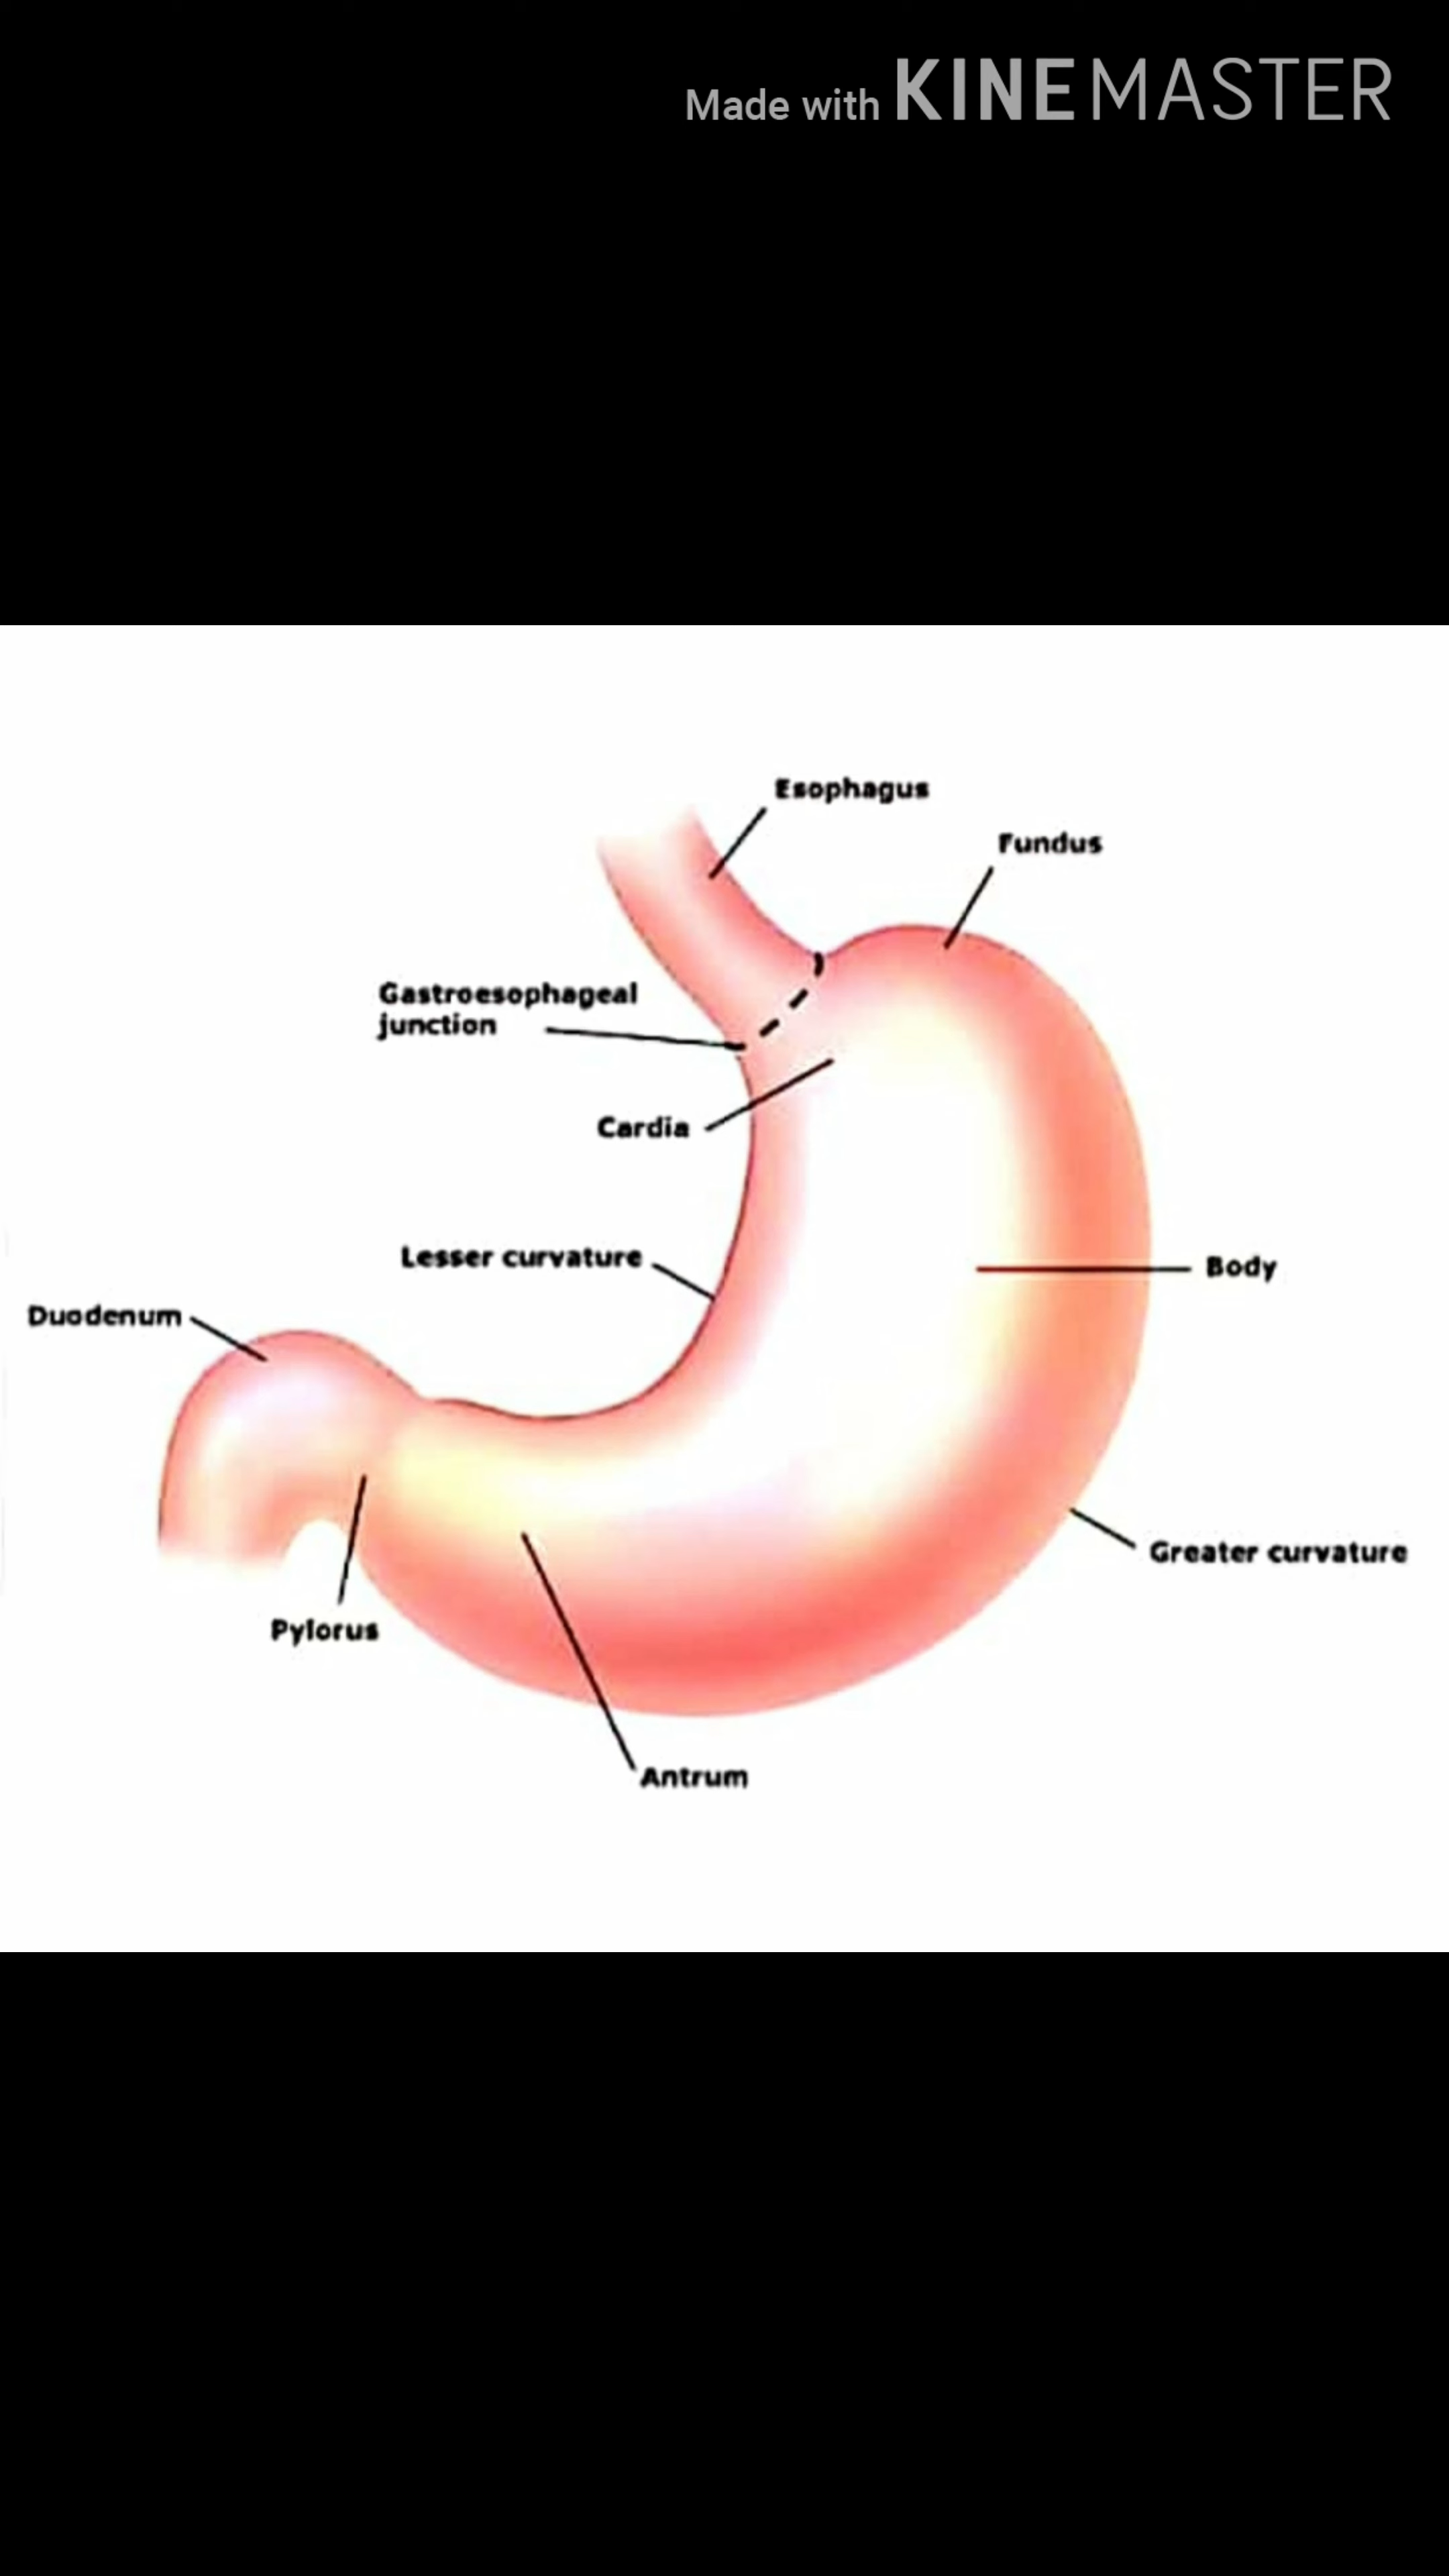 Made with KINEMASTER
Esophagus
Fundus
Gastroesophageal
junction
Cardia
Lesser curvature
Body
Duodenum
Greater curvature
Pylorus
Antrum